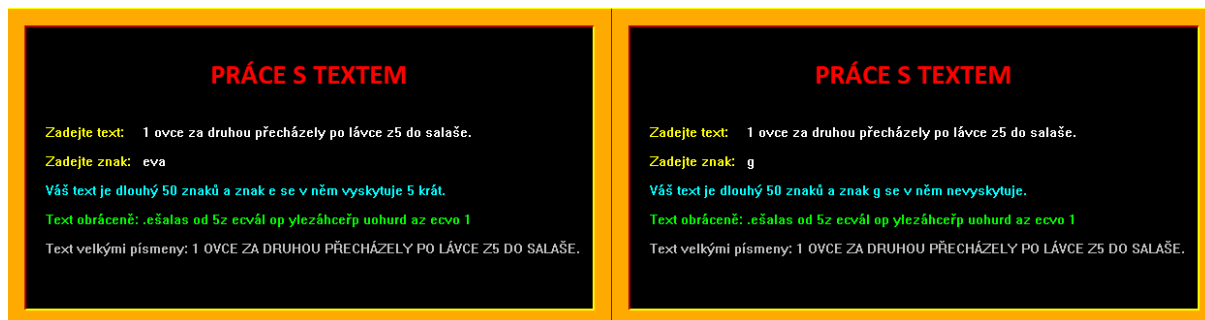 PRÁCE S TEXTEM
Zadejte text: 1 ovce za druhou přecházely po lávce z5 do salaše.
Zadejte znak: eva
Váš text je dlouhý 50 znaků a znak e se v něm vyskytuje 5 krát.
Text obráceně: .ešalas od 5z ecvál op ylezáhceřp uohurd az ecvo 1
Text velkými písmeny: 1 OVCE ZA DRUHOU PŘECHÁZELY PO LÁVCE Z5 DO SALAŠE.
PRÁCE S TEXTEM
Zadejte text: 1 ovce za druhou přecházely po lávce z5 do salaše.
Zadejte znak: g
Váš text je dlouhý 50 znaků a znak g se v něm nevyskytuje.
Text obráceně: .ešalas od 5z ecvál op ylezáhceřp uohurd az ecvo 1
Text velkými písmeny: 1 OVCE ZA DRUHOU PŘECHÁZELY PO LÁVCE Z5 DO SALAŠE.